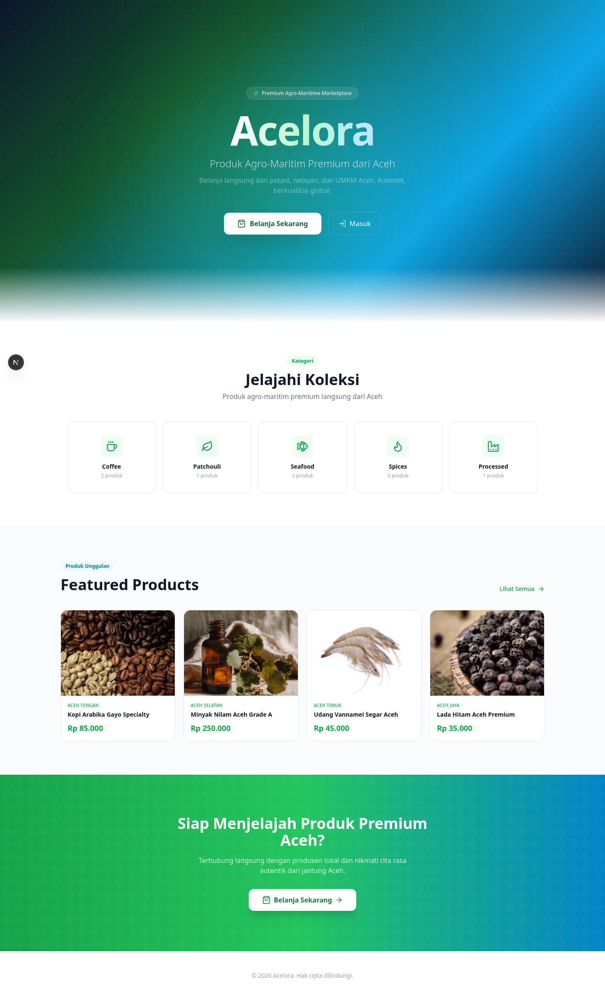 Premium Agro-Maritime Marketplace
Acelora
Produk Agro-Maritim Premium dari Aceh
Belanja langsung dari petani, nelayan, dan UMKM Aceh. Autentik,
berkualitas global.
Belanja Sekarang
Masuk
N
Kategori
Jelajahi Koleksi
Produk agro-maritim premium langsung dari Aceh
Coffee
2 produk
Patchouli
1 produk
Seafood
2 produk
Spices
2 produk
Processed
1 produk
Produk Unggulan
Featured Products
Lihat Semua
ACEH TENGAH
Kopi Arabika Gayo Specialty
Rp 85.000
ACEH SELATAN
Minyak Nilam Aceh Grade A
Rp 250.000
ACEH TIMUR
Udang Vannamei Segar Aceh
Rp 45.000
ACEH JAYA
Lada Hitam Aceh Premium
Rp 35.000
Siap Menjelajah Produk Premium
Aceh?
Terhubung langsung dengan produsen lokal dan nikmati cita rasa
autentik dari jantung Aceh.
Belanja Sekarang
© 2026 Acelora. Hak cipta dilindungi.